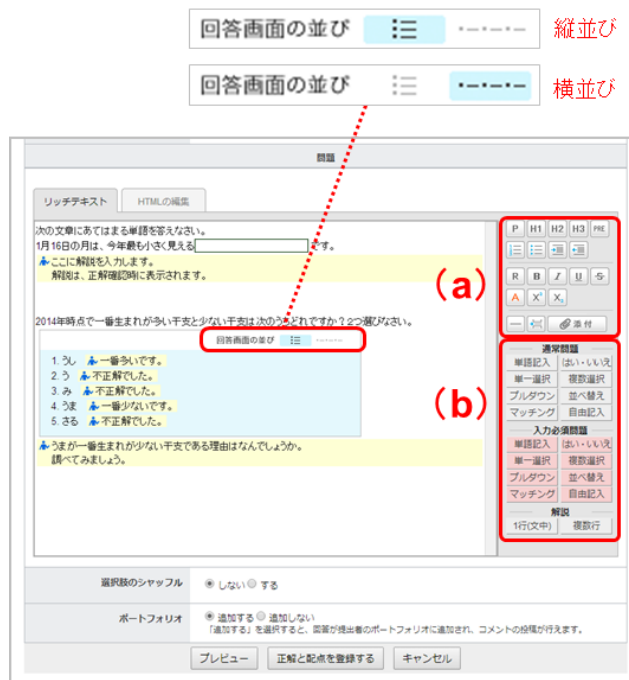 回答画面の並び 縦並び
回答画面の並び 横並び
問題
リッチテキスト HTMLの編集
次の文章にあてはまる単語を答えなさい。
1月16日の月は、今年最も小さく見える です。
ここに解説を入力します。
解説は、正解確認時に表示されます。
2014年時点で一番生まれが多い干支と少ない干支は次のうちどれですか？2つ選びなさい。
回答画面の並び
1. うし 一番多いです。
2. う 不正解でした。
3. み 不正解でした。
4. うま 一番少ないです。
5. さる 不正解でした。
うまが一番生まれが少ない干支である理由はなんでしょうか。
調べてみましょう。
(a)
P H1 H2 H3 PRE
R B I U S
A X² X₂
添付
(b)
通常問題
単語記入 はい・いいえ
単一選択 複数選択
プルダウン 並べ替え
マッチング 自由記入
入力必須問題
単語記入 はい・いいえ
単一選択 複数選択
プルダウン 並べ替え
マッチング 自由記入
解説
1行(文中) 複数行
選択肢のシャッフル しない する
ポートフォリオ 追加する 追加しない
「追加する」を選択すると、回答が提出者のポートフォリオに追加され、コメントの投稿が行えます。
プレビュー 正解と配点を登録する キャンセル